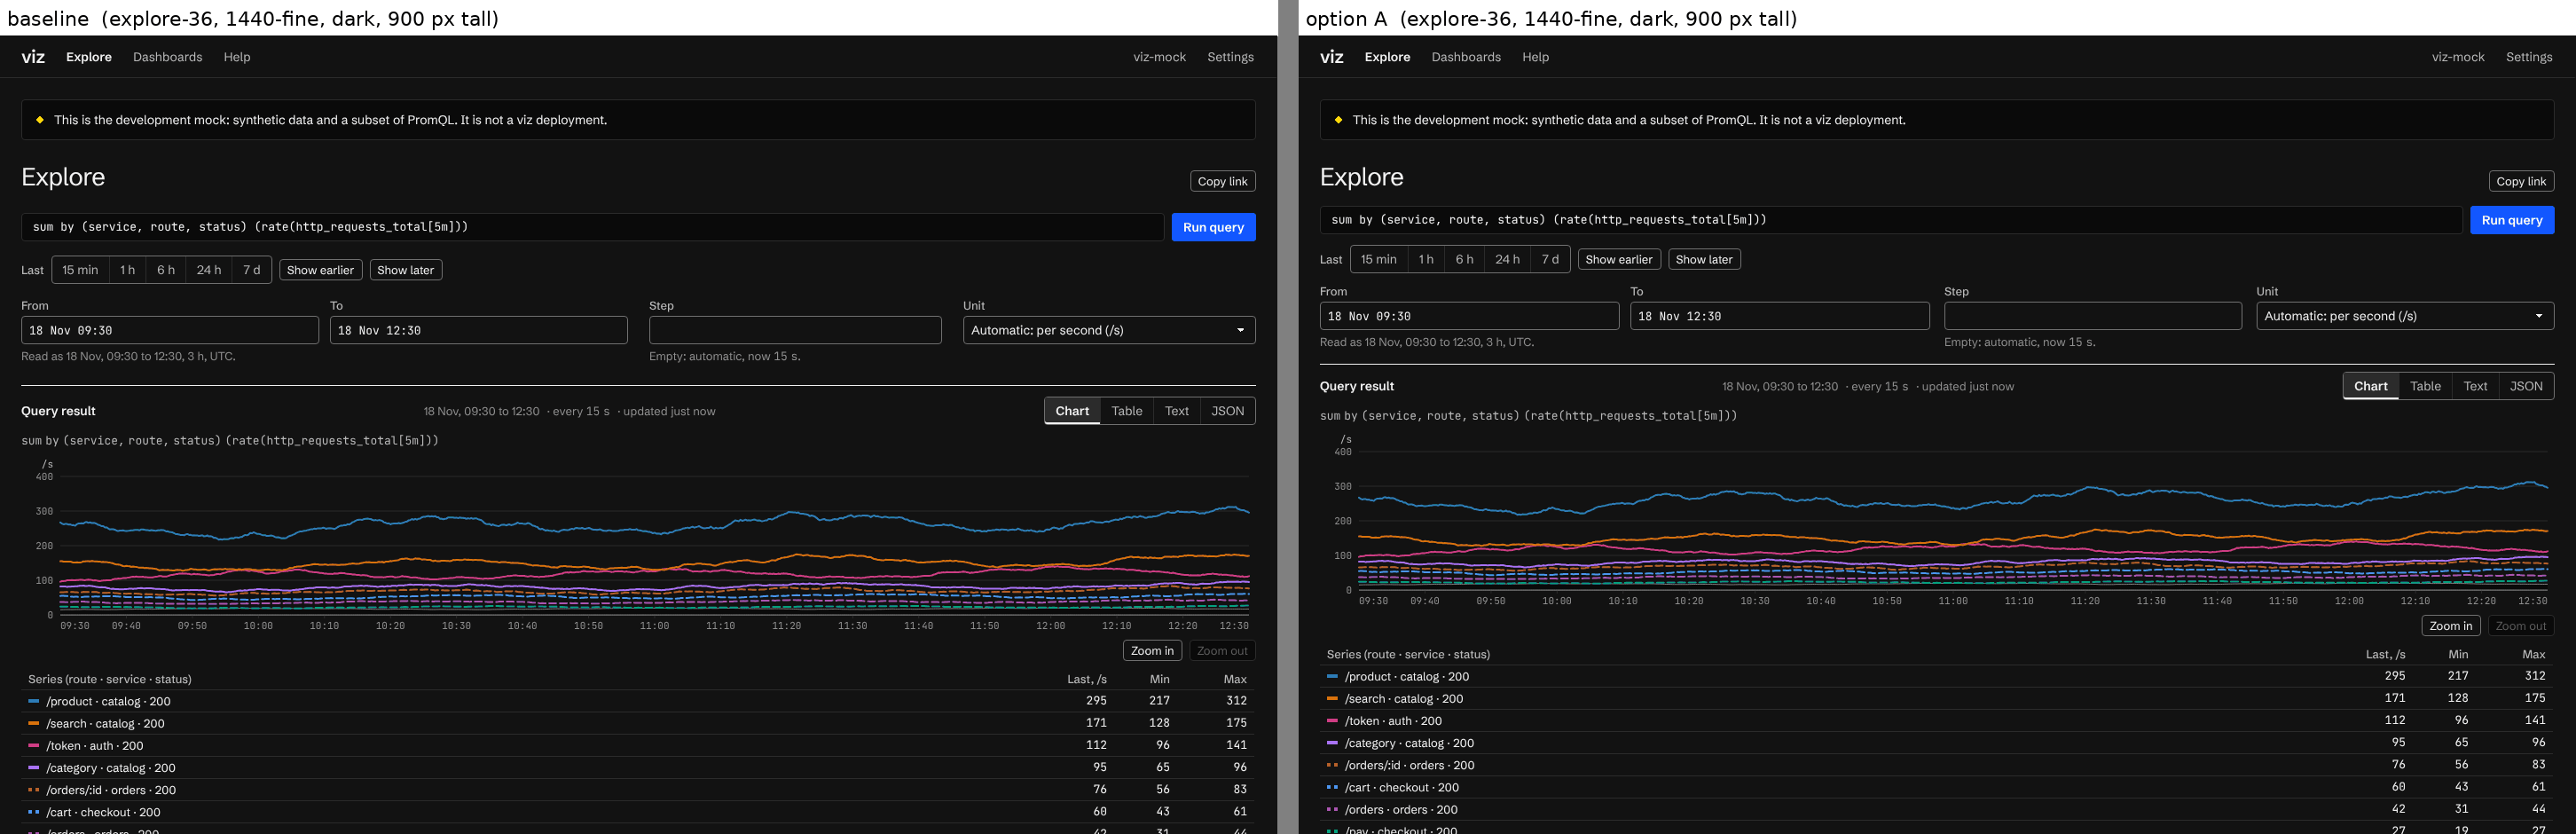 baseline (explore-36, 1440-fine, dark, 900 px tall)
viz Explore Dashboards Help viz-mock Settings
This is the development mock: synthetic data and a subset of PromQL. It is not a viz deployment.
Explore Copy link
sum by (service, route, status) (rate(http_requests_total[5m])) Run query
Last 15 min 1 h 6 h 24 h 7 d Show earlier Show later
From To Step Unit
18 Nov 09:30 18 Nov 12:30 Automatic: per second (/s)
Read as 18 Nov, 09:30 to 12:30, 3 h, UTC. Empty: automatic, now 15 s.
Query result 18 Nov, 09:30 to 12:30 · every 15 s · updated just now Chart Table Text JSON
sum by (service, route, status) (rate(http_requests_total[5m]))
/s
400
300
200
100
0
09:30 09:40 09:50 10:00 10:10 10:20 10:30 10:40 10:50 11:00 11:10 11:20 11:30 11:40 11:50 12:00 12:10 12:20 12:30
Zoom in Zoom out
Series (route · service · status) Last, /s Min Max
/product · catalog · 200 295 217 312
/search · catalog · 200 171 128 175
/token · auth · 200 112 96 141
/category · catalog · 200 95 65 96
/orders/:id · orders · 200 76 56 83
/cart · checkout · 200 60 43 61
/orders · orders · 200 42 31 44
option A (explore-36, 1440-fine, dark, 900 px tall)
viz Explore Dashboards Help viz-mock Settings
This is the development mock: synthetic data and a subset of PromQL. It is not a viz deployment.
Explore Copy link
sum by (service, route, status) (rate(http_requests_total[5m])) Run query
Last 15 min 1 h 6 h 24 h 7 d Show earlier Show later
From To Step Unit
18 Nov 09:30 18 Nov 12:30 Automatic: per second (/s)
Read as 18 Nov, 09:30 to 12:30, 3 h, UTC. Empty: automatic, now 15 s.
Query result 18 Nov, 09:30 to 12:30 · every 15 s · updated just now Chart Table Text JSON
sum by (service, route, status) (rate(http_requests_total[5m]))
/s
400
300
200
100
0
09:30 09:40 09:50 10:00 10:10 10:20 10:30 10:40 10:50 11:00 11:10 11:20 11:30 11:40 11:50 12:00 12:10 12:20 12:30
Zoom in Zoom out
Series (route · service · status) Last, /s Min Max
/product · catalog · 200 295 217 312
/search · catalog · 200 171 128 175
/token · auth · 200 112 96 141
/category · catalog · 200 95 65 96
/orders/:id · orders · 200 76 56 83
/cart · checkout · 200 60 43 61
/orders · orders · 200 42 31 44
/pay · checkout · 200 27 19 27